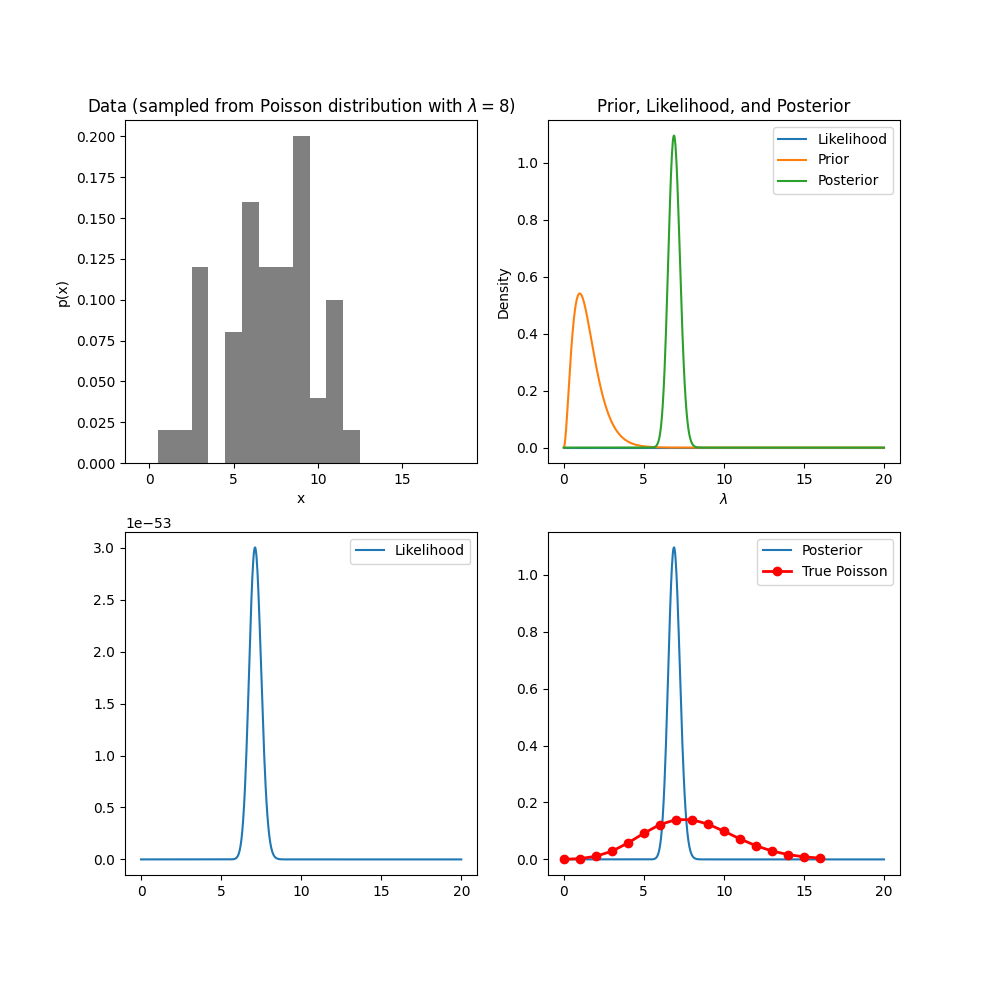 Data (sampled from Poisson distribution with λ = 8)
0.200
0.175
0.150
0.125
0.100
0.075
0.050
0.025
0.000
p(x)
0 5 10 15
x
Prior, Likelihood, and Posterior
Likelihood
Prior
Posterior
1.0
0.8
0.6
0.4
0.2
0.0
Density
0 5 10 15 20
λ
1e−53
Likelihood
3.0
2.5
2.0
1.5
1.0
0.5
0.0
0 5 10 15 20
Posterior
True Poisson
1.0
0.8
0.6
0.4
0.2
0.0
0 5 10 15 20